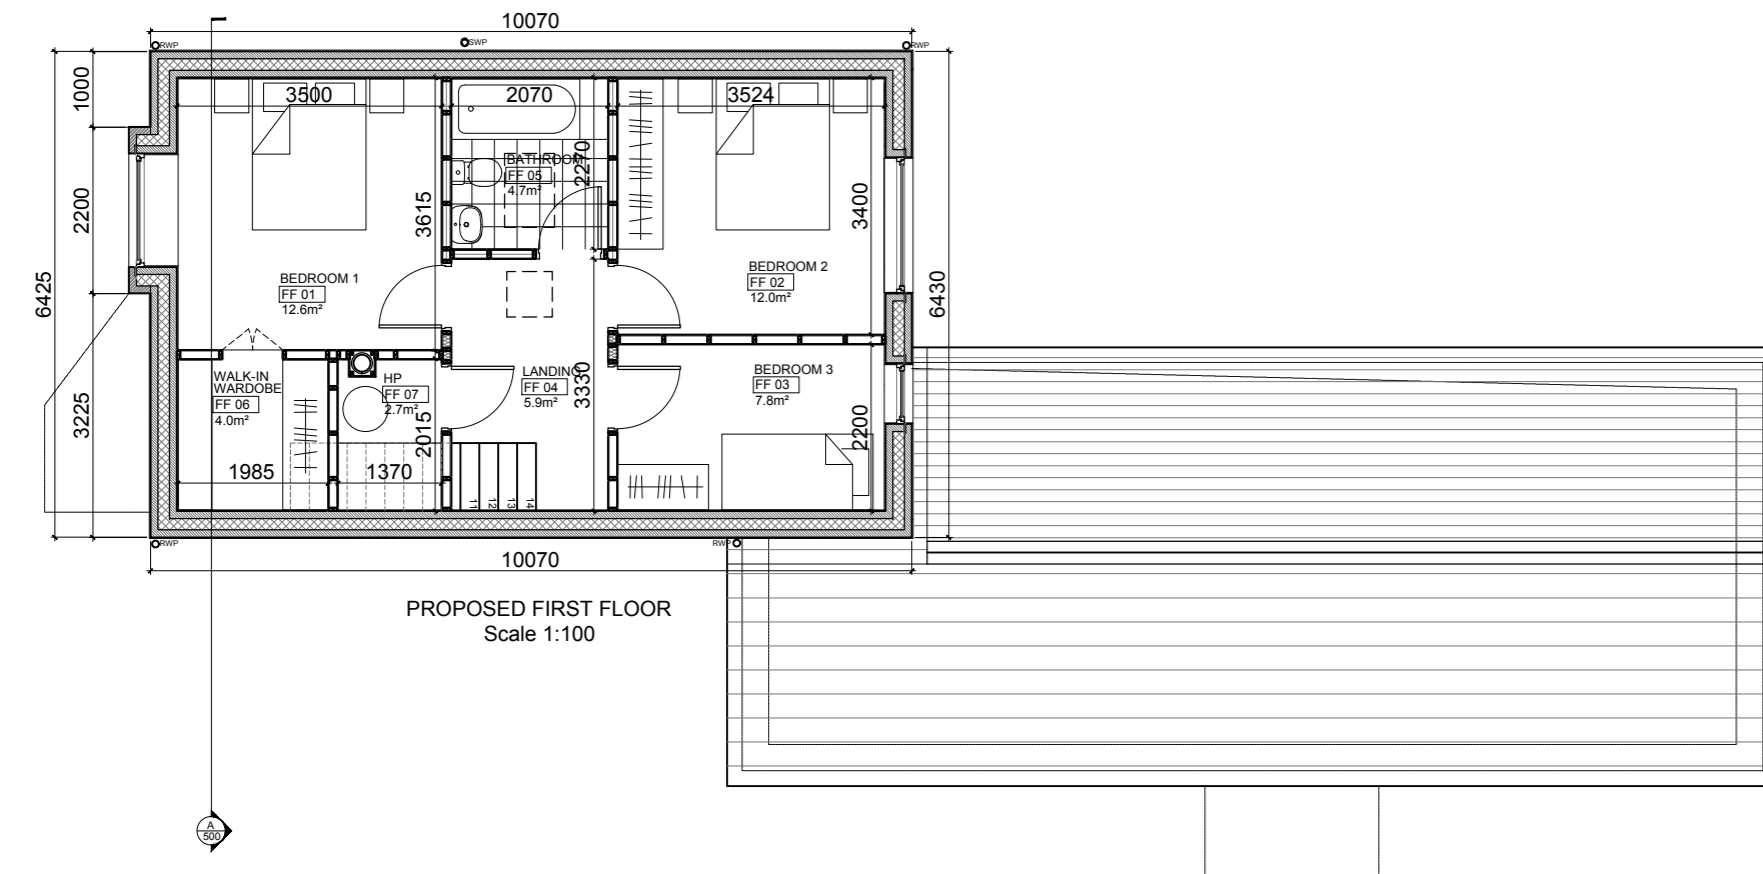 10070
RWP
SWP
RWP
1000
3500
2070
3524
2200
3615
BATHROOM
FF 05
4.7m²
2270
3400
6425
BEDROOM 1
FF 01
12.6m²
BEDROOM 2
FF 02
12.0m²
6430
WALK-IN
WARDOBE
FF 06
4.0m²
HP
FF 07
2.7m²
LANDING
FF 04
5.9m²
3330
BEDROOM 3
FF 03
7.8m²
3225
2015
2200
1985
1370
11
12
13
14
RWP
RWP
10070
PROPOSED FIRST FLOOR
Scale 1:100
A
500